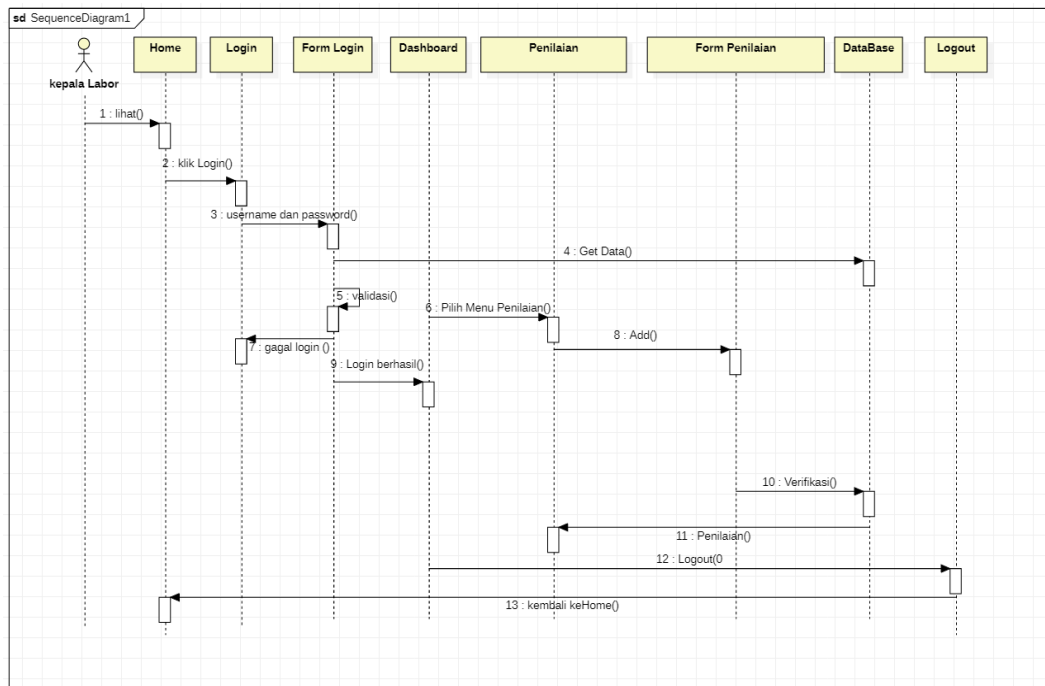 sd SequenceDiagram1
Home
Login
Form Login
Dashboard
Penilaian
Form Penilaian
DataBase
Logout
kepala Labor
1 : lihat()
2 : klik Login()
3 : username dan password()
4 : Get Data()
5 : validasi()
6 : Pilih Menu Penilaian()
7 : gagal login ()
8 : Add()
9 : Login berhasil()
10 : Verifikasi()
11 : Penilaian()
12 : Logout(0
13 : kembali keHome()